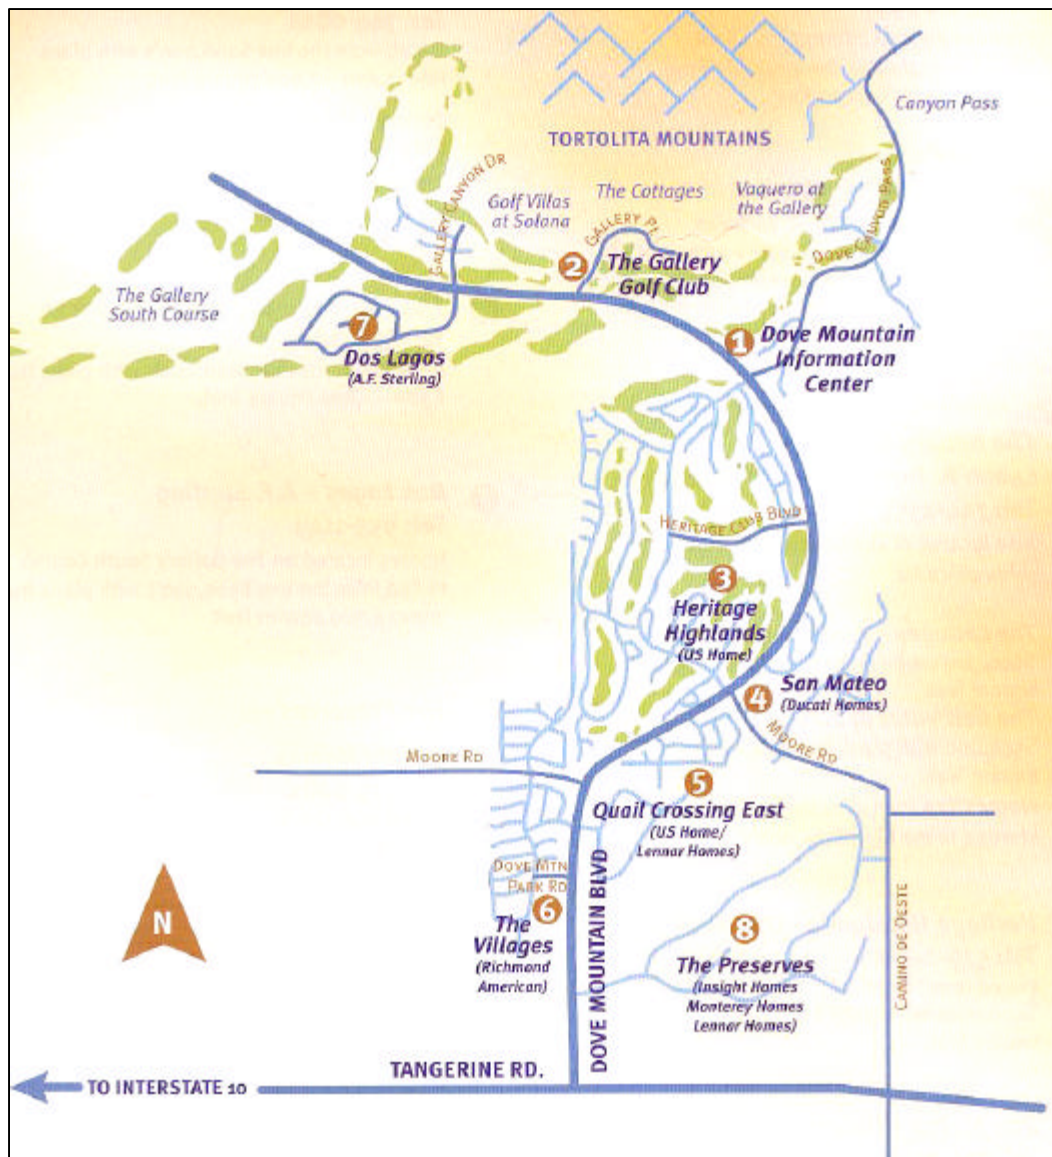 TORTOLITA MOUNTAINS
Canyon Pass
GALLERY CANYON DR
Golf Villas
at Solana
The Cottages
Vaquero at
the Gallery
GALLERY PL
DOVE CANYON PASS
2
The Gallery
Golf Club
The Gallery
South Course
7
Dos Lagos
(A.F. Sterling)
1
Dove Mountain
Information
Center
HERITAGE CLUB BLVD
3
Heritage
Highlands
(US Home)
4
San Mateo
(Ducati Homes)
MOORE RD
MOORE RD
5
Quail Crossing East
(US Home/
Lennar Homes)
DOVE MTN
PARK RD
6
The
Villages
(Richmond
American)
DOVE MOUNTAIN BLVD
8
The Preserves
(Insight Homes
Monterey Homes
Lennar Homes)
CAMINO DE OESTE
N
TANGERINE RD.
TO INTERSTATE 10